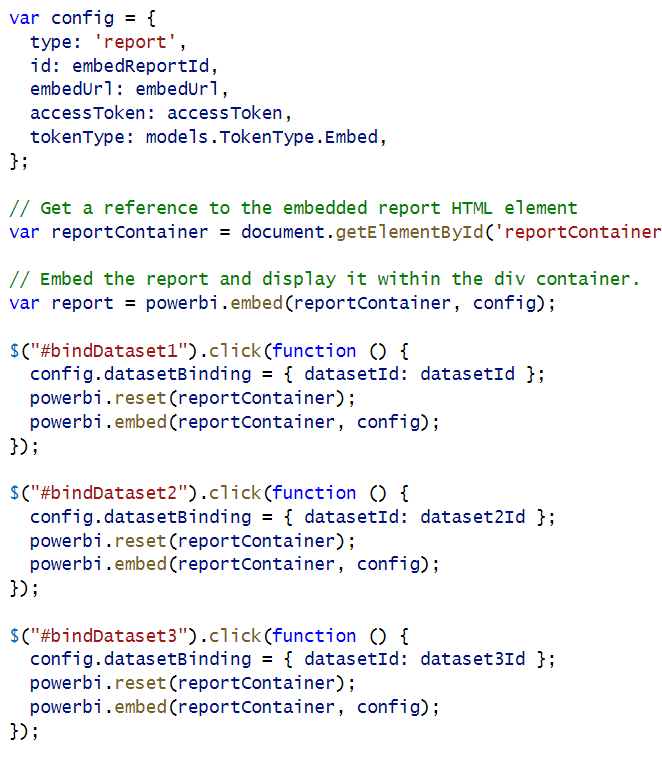 var config = {
  type: 'report',
  id: embedReportId,
  embedUrl: embedUrl,
  accessToken: accessToken,
  tokenType: models.TokenType.Embed,
};

// Get a reference to the embedded report HTML element
var reportContainer = document.getElementById('reportContainer

// Embed the report and display it within the div container.
var report = powerbi.embed(reportContainer, config);

$("#bindDataset1").click(function () {
  config.datasetBinding = { datasetId: datasetId };
  powerbi.reset(reportContainer);
  powerbi.embed(reportContainer, config);
});

$("#bindDataset2").click(function () {
  config.datasetBinding = { datasetId: dataset2Id };
  powerbi.reset(reportContainer);
  powerbi.embed(reportContainer, config);
});

$("#bindDataset3").click(function () {
  config.datasetBinding = { datasetId: dataset3Id };
  powerbi.reset(reportContainer);
  powerbi.embed(reportContainer, config);
});